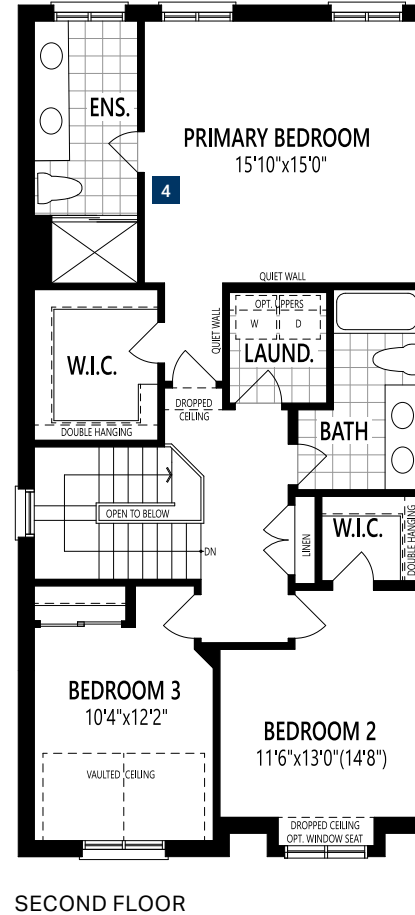 ENS.
PRIMARY BEDROOM
15'10"x15'0"
4
QUIET WALL
OPT. UPPERS
W D
LAUND.
QUIET WALL
W.I.C.
DOUBLE HANGING
DROPPED
CEILING
BATH
OPEN TO BELOW
DN
LINEN
W.I.C.
DOUBLE HANGING
BEDROOM 3
10'4"x12'2"
VAULTED CEILING
BEDROOM 2
11'6"x13'0"(14'8")
DROPPED CEILING
OPT. WINDOW SEAT
SECOND FLOOR